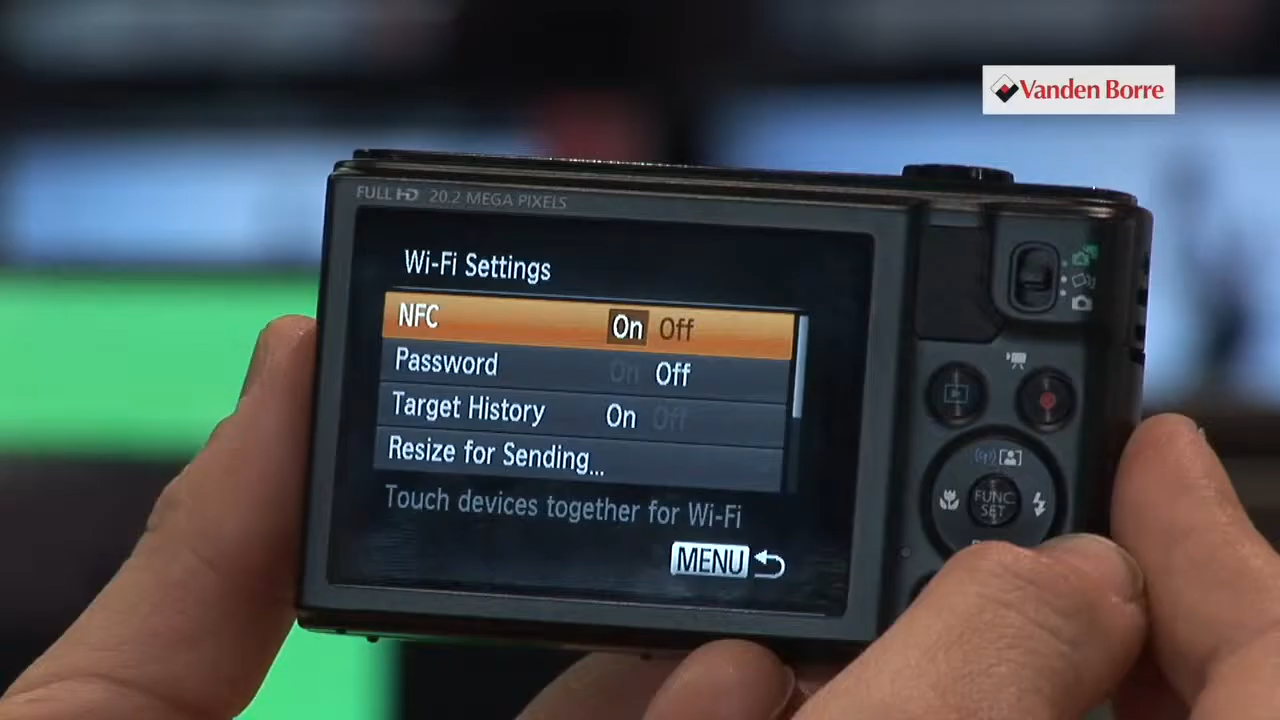 Vanden Borre
FULL HD 20.2 MEGA PIXELS
Wi-Fi Settings
NFC On Off
Password On Off
Target History On Off
Resize for Sending...
Touch devices together for Wi-Fi
MENU
FUNC.
SET